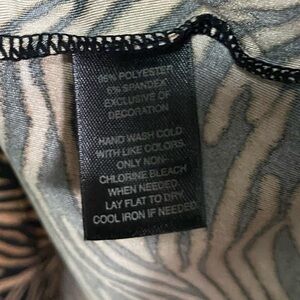 95% POLYESTER
5% SPANDEX
EXCLUSIVE OF
DECORATION
HAND WASH COLD
WITH LIKE COLORS.
ONLY NON-
CHLORINE BLEACH
WHEN NEEDED.
LAY FLAT TO DRY.
COOL IRON IF NEEDED